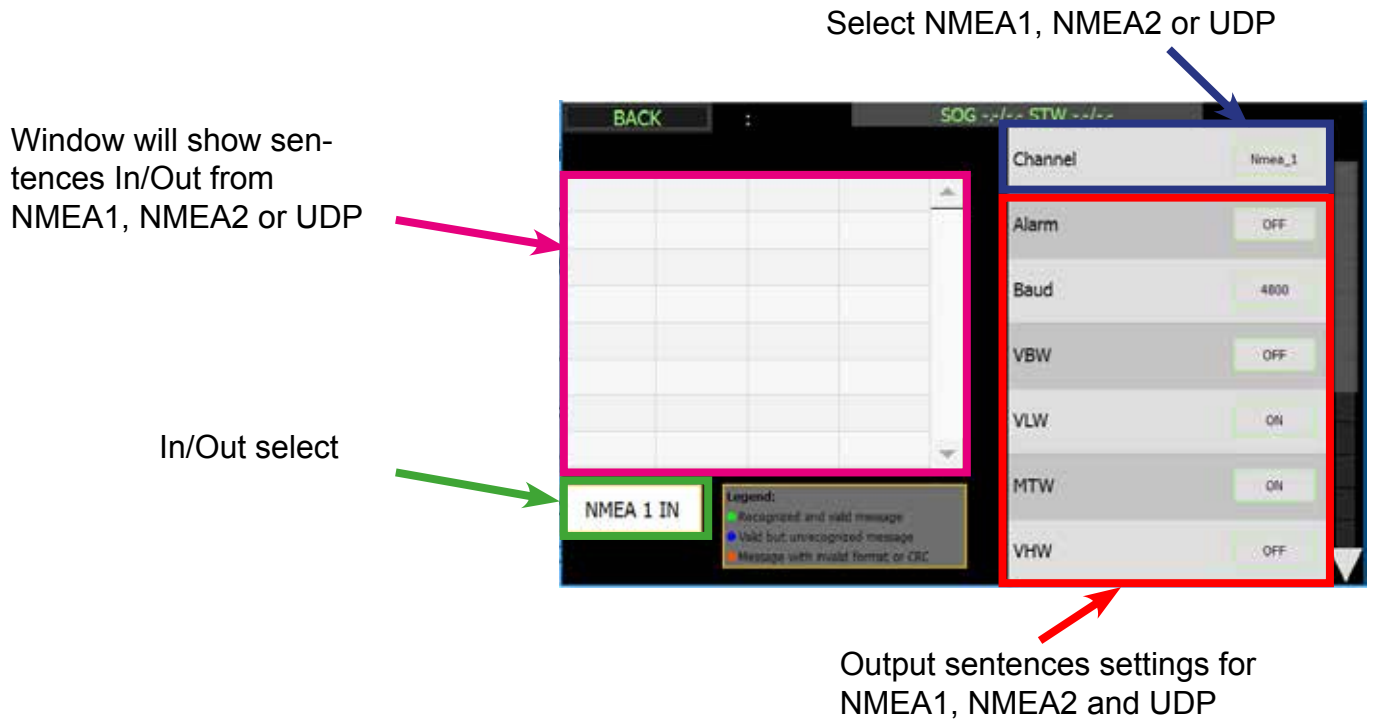 Select NMEA1, NMEA2 or UDP
Window will show sen-
tences In/Out from
NMEA1, NMEA2 or UDP
In/Out select
BACK
:
SOG -.-/-.- STW -.-/-.-
Channel Nmea_1
Alarm OFF
Baud 4800
VBW OFF
VLW ON
MTW ON
VHW OFF
NMEA 1 IN
Legend:
Recognized and valid message
Valid but unrecognized message
Message with invalid format or CRC
Output sentences settings for
NMEA1, NMEA2 and UDP